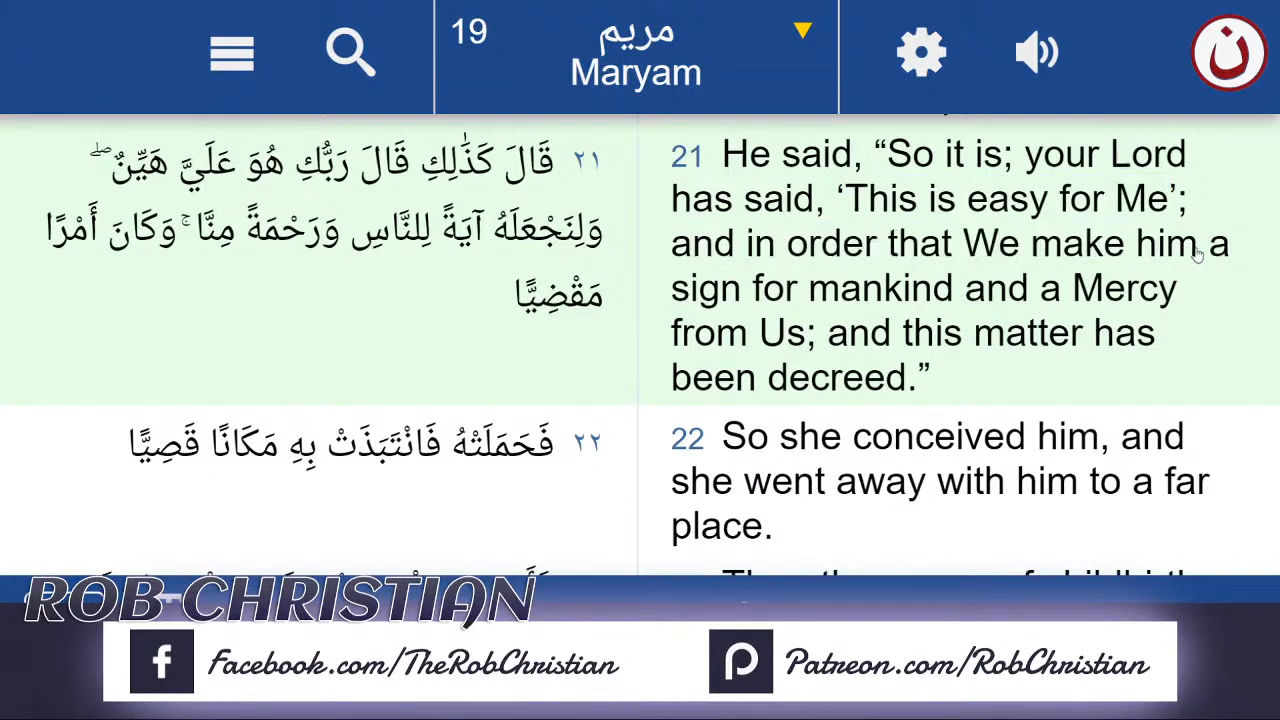 19
مريم
Maryam
ن
٢١ قَالَ كَذَٰلِكِ قَالَ رَبُّكِ هُوَ عَلَيَّ هَيِّنٌ ۖ
وَلِنَجْعَلَهُ آيَةً لِلنَّاسِ وَرَحْمَةً مِنَّا ۚ وَكَانَ أَمْرًا
مَقْضِيًّا
21 He said, “So it is; your Lord
has said, ‘This is easy for Me’;
and in order that We make him a
sign for mankind and a Mercy
from Us; and this matter has
been decreed.”
٢٢ فَحَمَلَتْهُ فَانْتَبَذَتْ بِهِ مَكَانًا قَصِيًّا
22 So she conceived him, and
she went away with him to a far
place.
ROB CHRISTIAN
Facebook.com/TheRobChristian
Patreon.com/RobChristian